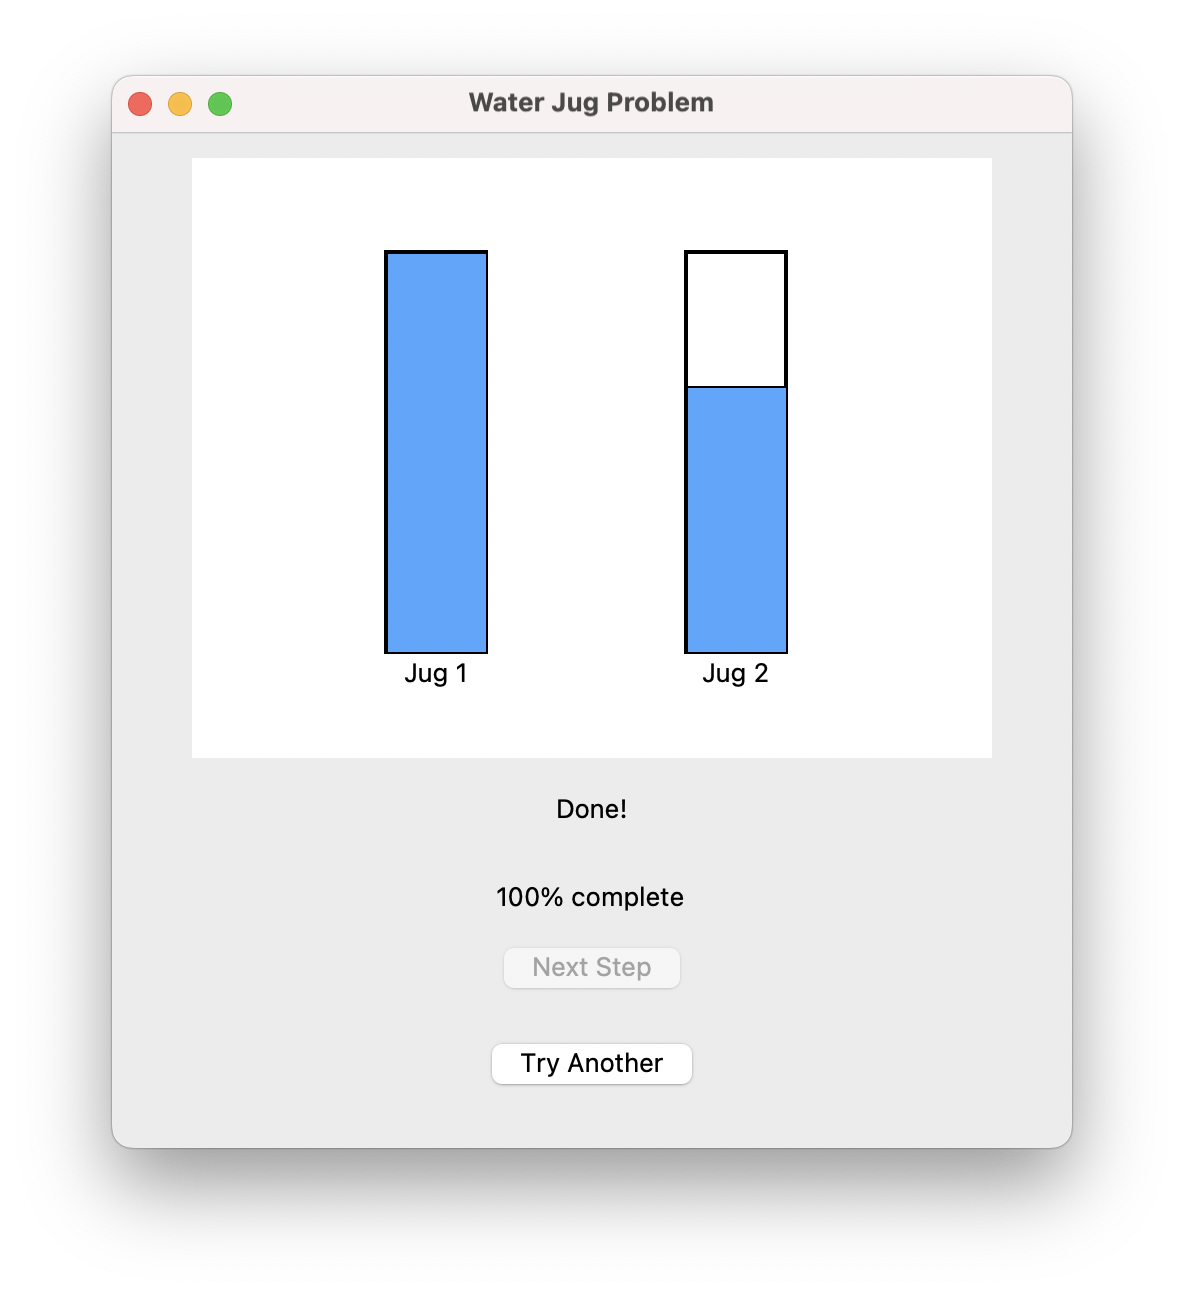 Water Jug Problem
Jug 1
Jug 2
Done!
100% complete
Next Step
Try Another